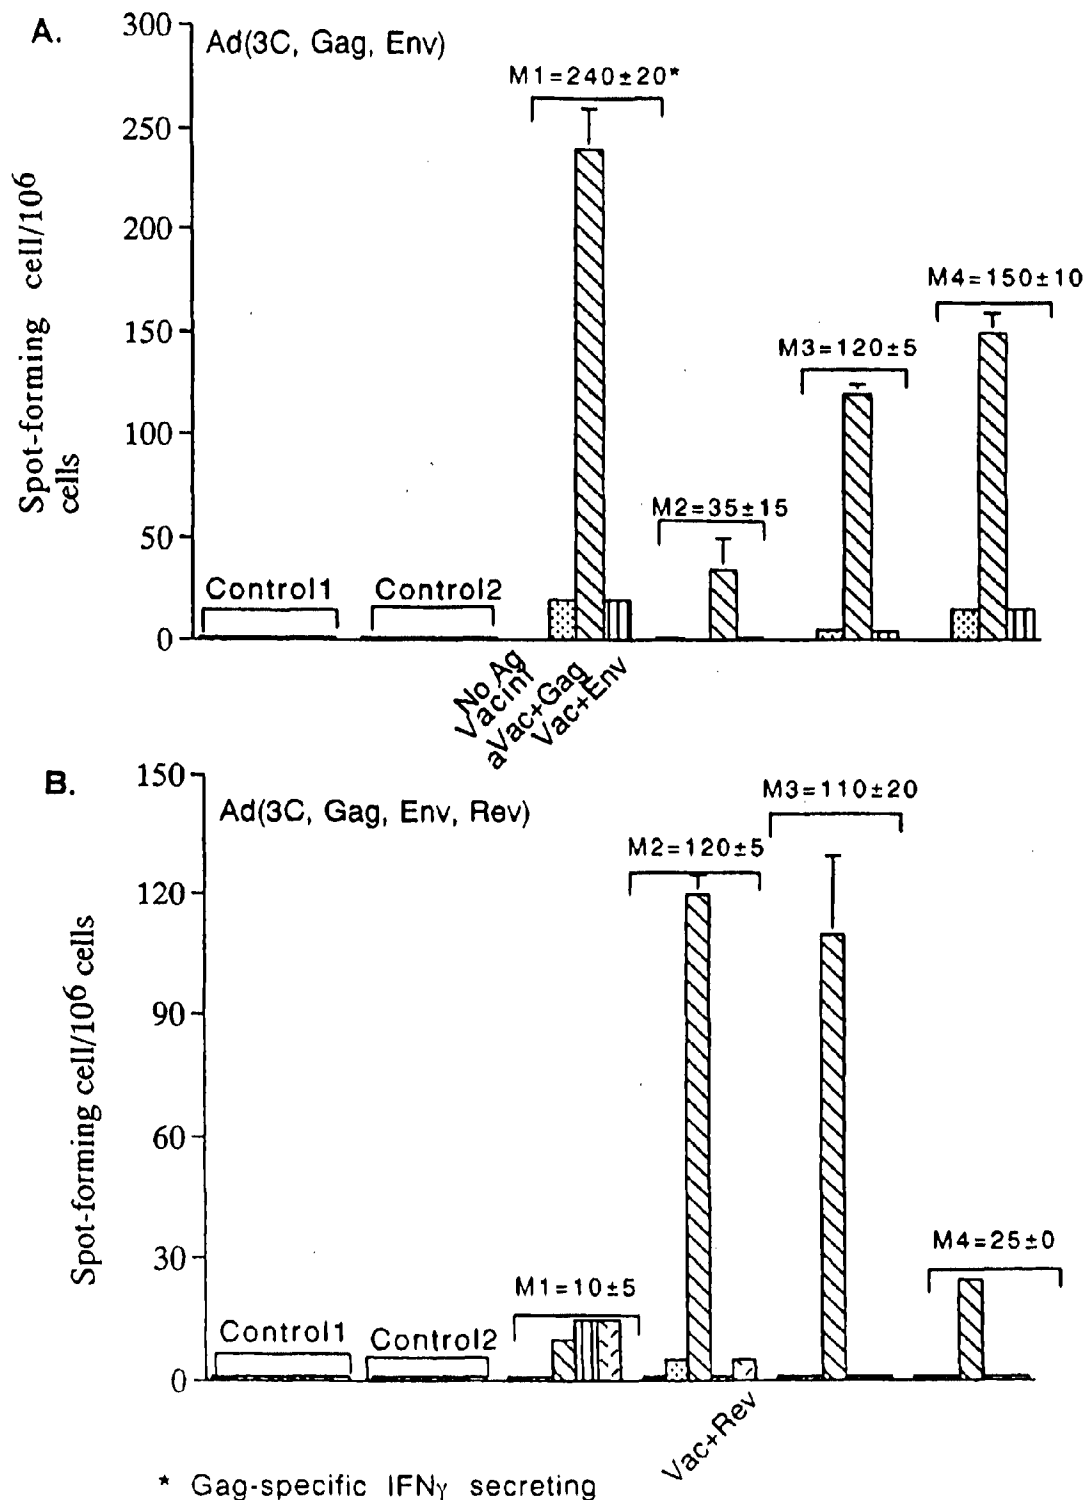 A.
Ad(3C, Gag, Env)
300
250
200
150
100
50
0
Spot-forming cell/10⁶
cells
Control1
Control2
M1=240±20*
M2=35±15
M3=120±5
M4=150±10
No Ag
Vacinf
aVac+Gag
Vac+Env
B.
Ad(3C, Gag, Env, Rev)
150
120
90
60
30
0
Spot-forming cell/10⁶ cells
Control1
Control2
M1=10±5
M2=120±5
M3=110±20
M4=25±0
Vac+Rev
* Gag-specific IFNγ secreting